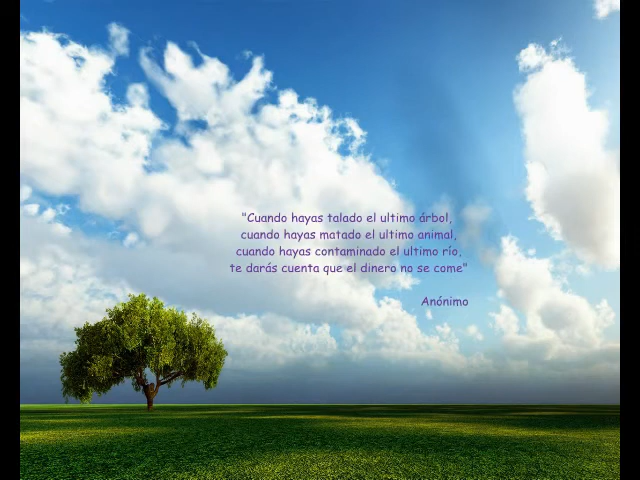 "Cuando hayas talado el ultimo árbol,
cuando hayas matado el ultimo animal,
cuando hayas contaminado el ultimo río,
te darás cuenta que el dinero no se come"
Anónimo